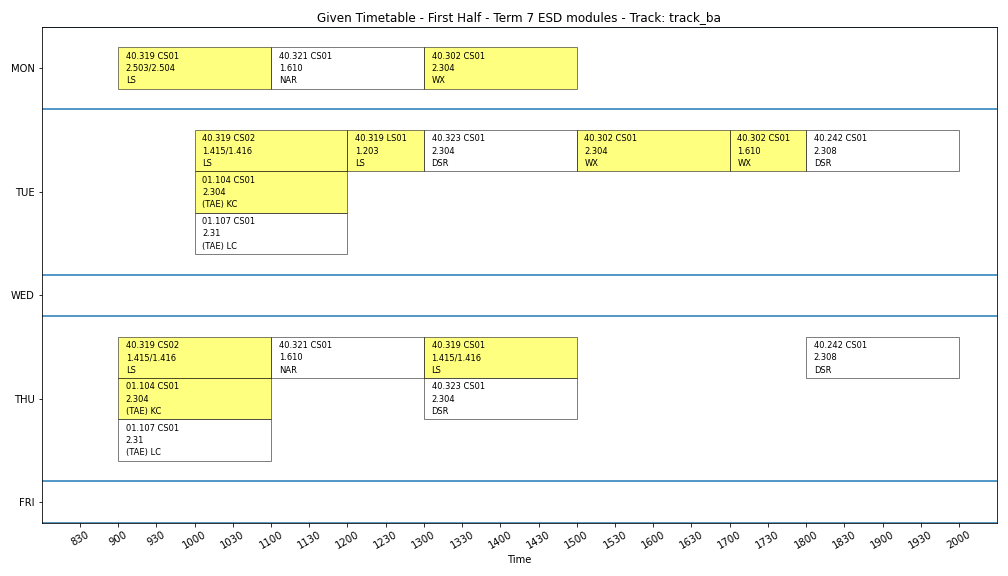 Given Timetable - First Half - Term 7 ESD modules - Track: track_ba
MON
40.319 CS01
2.503/2.504
LS
40.321 CS01
1.610
NAR
40.302 CS01
2.304
WX
TUE
40.319 CS02
1.415/1.416
LS
40.319 LS01
1.203
LS
40.323 CS01
2.304
DSR
40.302 CS01
2.304
WX
40.302 CS01
1.610
WX
40.242 CS01
2.308
DSR
01.104 CS01
2.304
(TAE) KC
01.107 CS01
2.31
(TAE) LC
WED
THU
40.319 CS02
1.415/1.416
LS
40.321 CS01
1.610
NAR
40.319 CS01
1.415/1.416
LS
40.242 CS01
2.308
DSR
01.104 CS01
2.304
(TAE) KC
40.323 CS01
2.304
DSR
01.107 CS01
2.31
(TAE) LC
FRI
830 900 930 1000 1030 1100 1130 1200 1230 1300 1330 1400 1430 1500 1600 1630 1700 1730 1800 1830 1900 1930 2000
Time